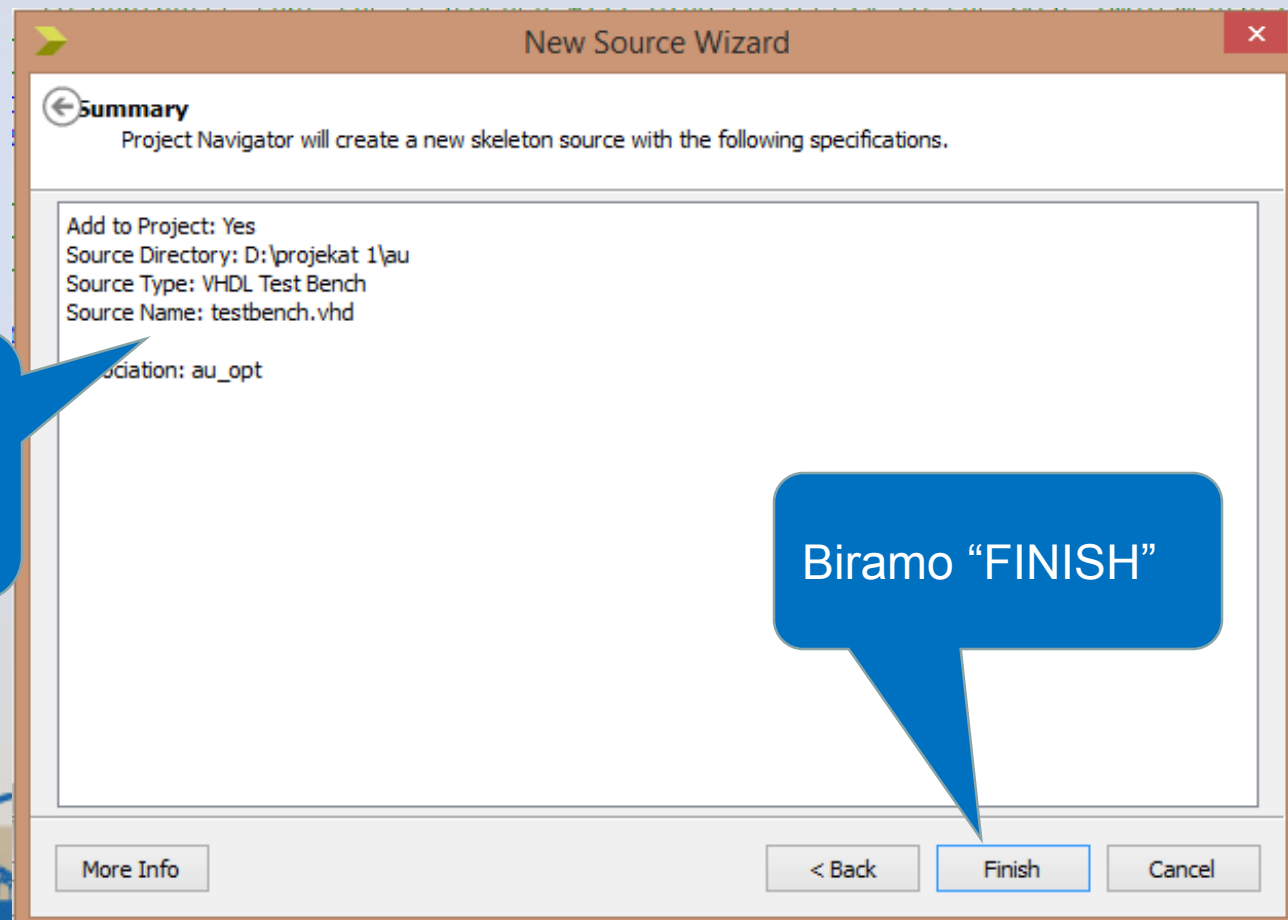 New Source Wizard
Summary
Project Navigator will create a new skeleton source with the following specifications.
Add to Project: Yes
Source Directory: D:\projekat 1\au
Source Type: VHDL Test Bench
Source Name: testbench.vhd
ociation: au_opt
Biramo “FINISH”
More Info
< Back
Finish
Cancel